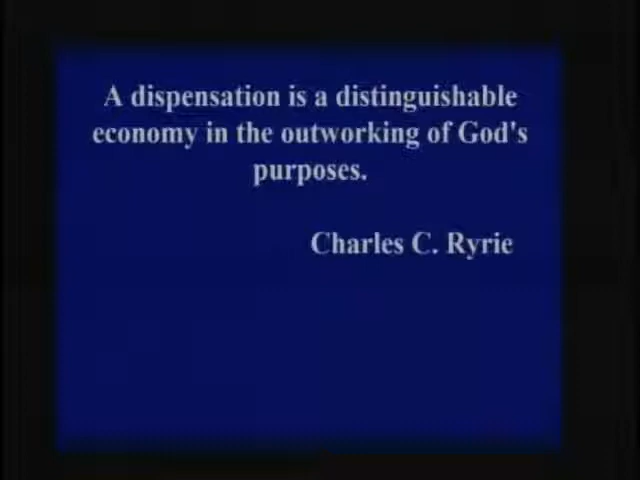 A dispensation is a distinguishable
economy in the outworking of God's
purposes.
Charles C. Ryrie